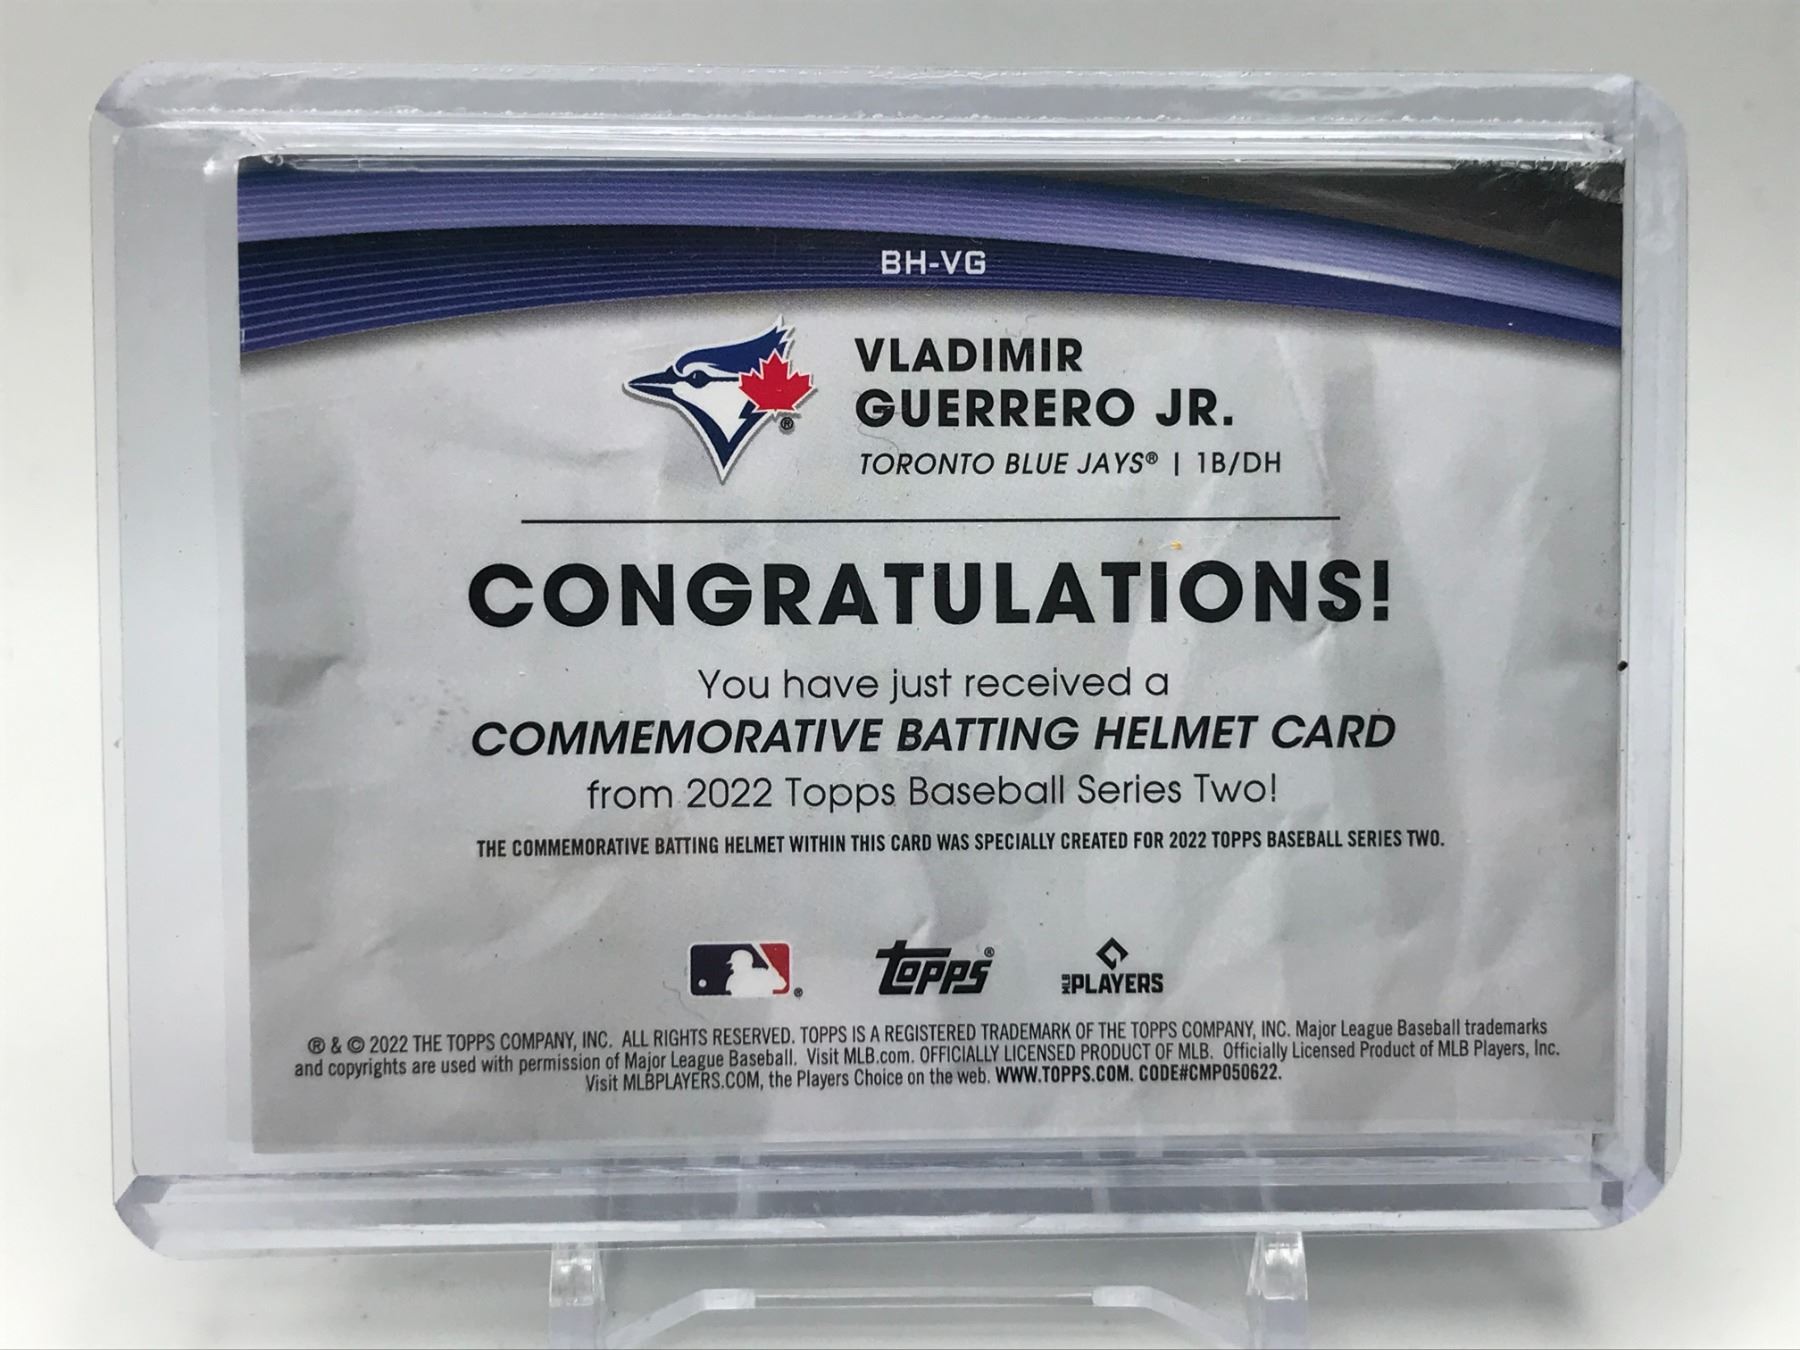 BH-VG
VLADIMIR
GUERRERO JR.
TORONTO BLUE JAYS® | 1B/DH
CONGRATULATIONS!
You have just received a
COMMEMORATIVE BATTING HELMET CARD
from 2022 Topps Baseball Series Two!
THE COMMEMORATIVE BATTING HELMET WITHIN THIS CARD WAS SPECIALLY CREATED FOR 2022 TOPPS BASEBALL SERIES TWO.
® topps® MLB PLAYERS
® & © 2022 THE TOPPS COMPANY, INC. ALL RIGHTS RESERVED. TOPPS IS A REGISTERED TRADEMARK OF THE TOPPS COMPANY, INC. Major League Baseball trademarks
and copyrights are used with permission of Major League Baseball. Visit MLB.com. OFFICIALLY LICENSED PRODUCT OF MLB. Officially Licensed Product of MLB Players, Inc.
Visit MLBPLAYERS.COM, the Players Choice on the web. WWW.TOPPS.COM. CODE#CMP050622.